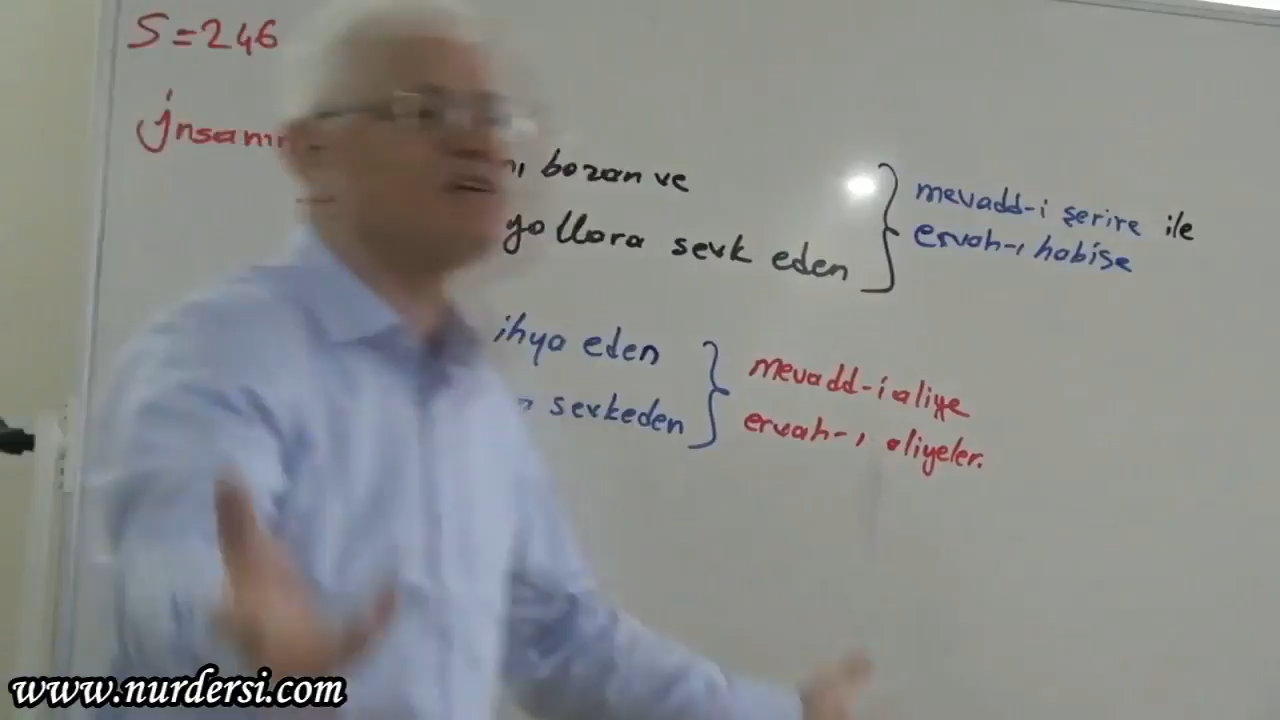 S=246
İnsanın
bozan ve
yollara sevk eden
mevadd-i şerire ile
ervah-ı habise
ihya eden
sevkeden
mevadd-i aliye
ervah-ı aliyeler.
www.nurdersi.com